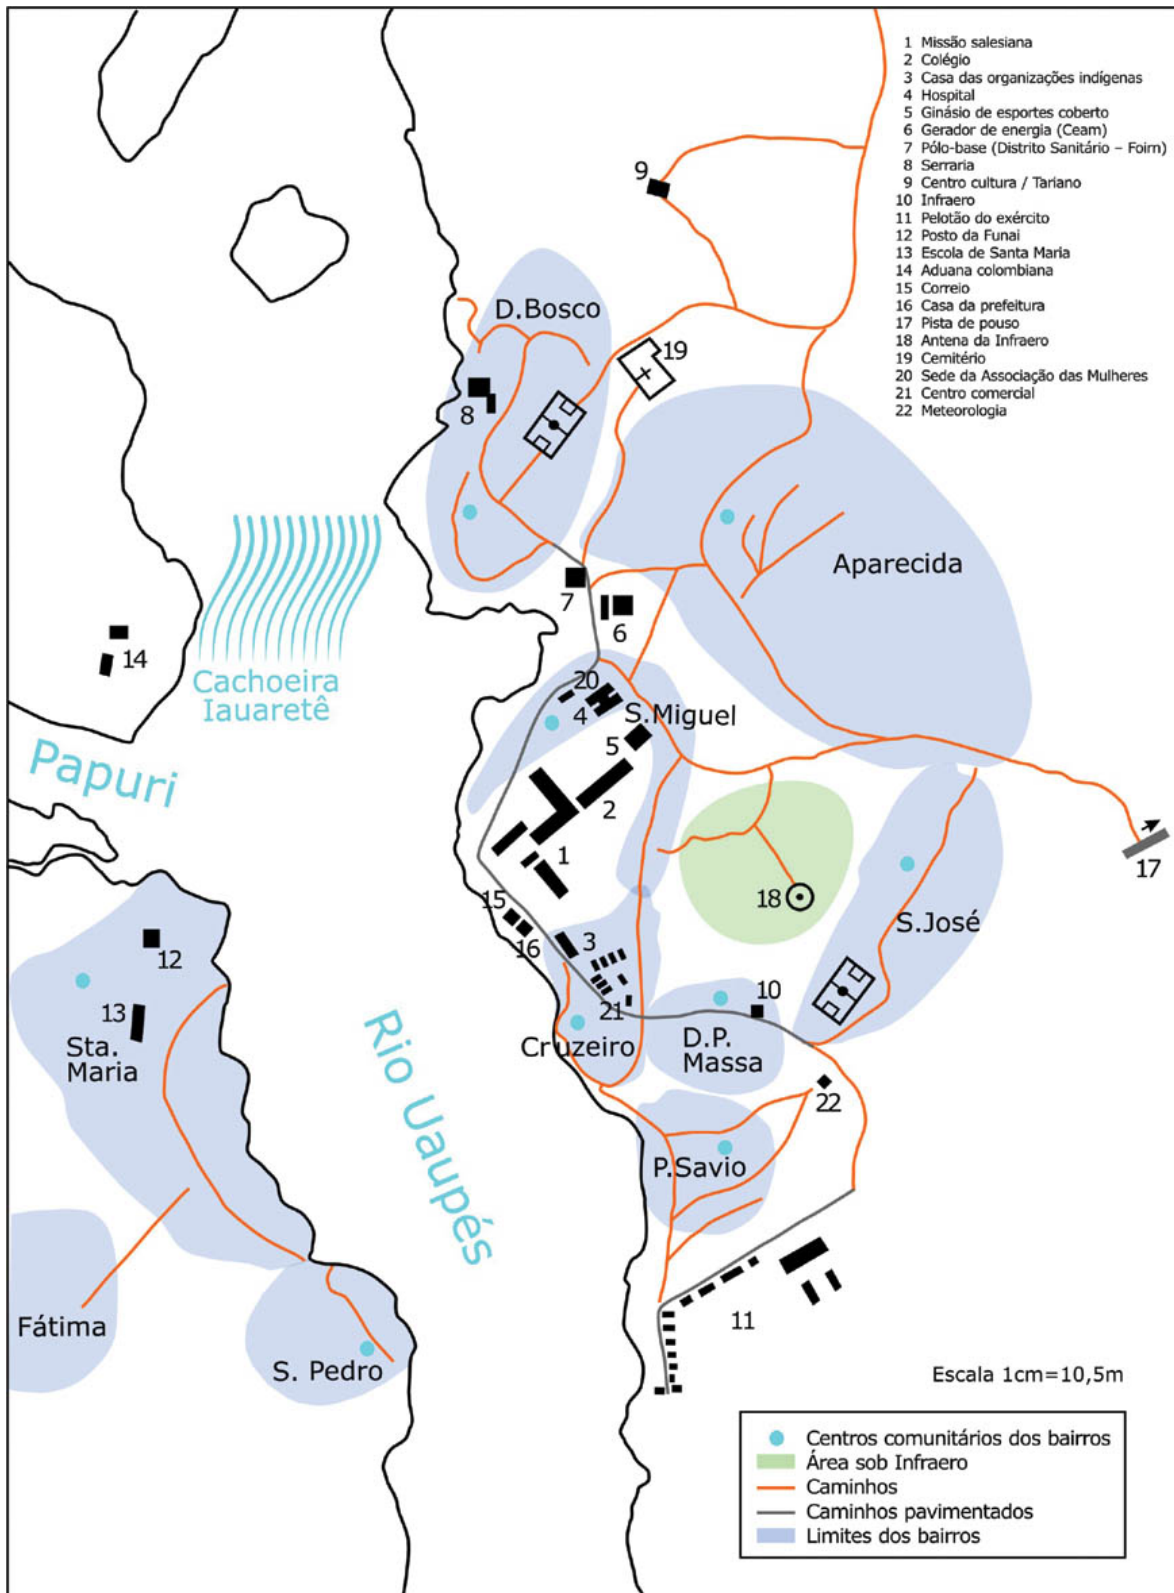 1 Missão salesiana
2 Colégio
3 Casa das organizações indígenas
4 Hospital
5 Ginásio de esportes coberto
6 Gerador de energia (Ceam)
7 Pólo-base (Distrito Sanitário – Foirn)
8 Serraria
9 Centro cultura / Tariano
10 Infraero
11 Pelotão do exército
12 Posto da Funai
13 Escola de Santa Maria
14 Aduana colombiana
15 Correio
16 Casa da prefeitura
17 Pista de pouso
18 Antena da Infraero
19 Cemitério
20 Sede da Associação das Mulheres
21 Centro comercial
22 Meteorologia
9
D.Bosco
19
8
Aparecida
7
6
14
Cachoeira
Iauaretê
20
4
S.Miguel
5
Papuri
2
1
17
15
18
16
3
S.José
12
10
13
21
Sta.
Maria
Cruzeiro
D.P.
Massa
Rio Uaupés
22
P.Savio
Fátima
11
S. Pedro
Escala 1cm=10,5m
Centros comunitários dos bairros
Área sob Infraero
Caminhos
Caminhos pavimentados
Limites dos bairros